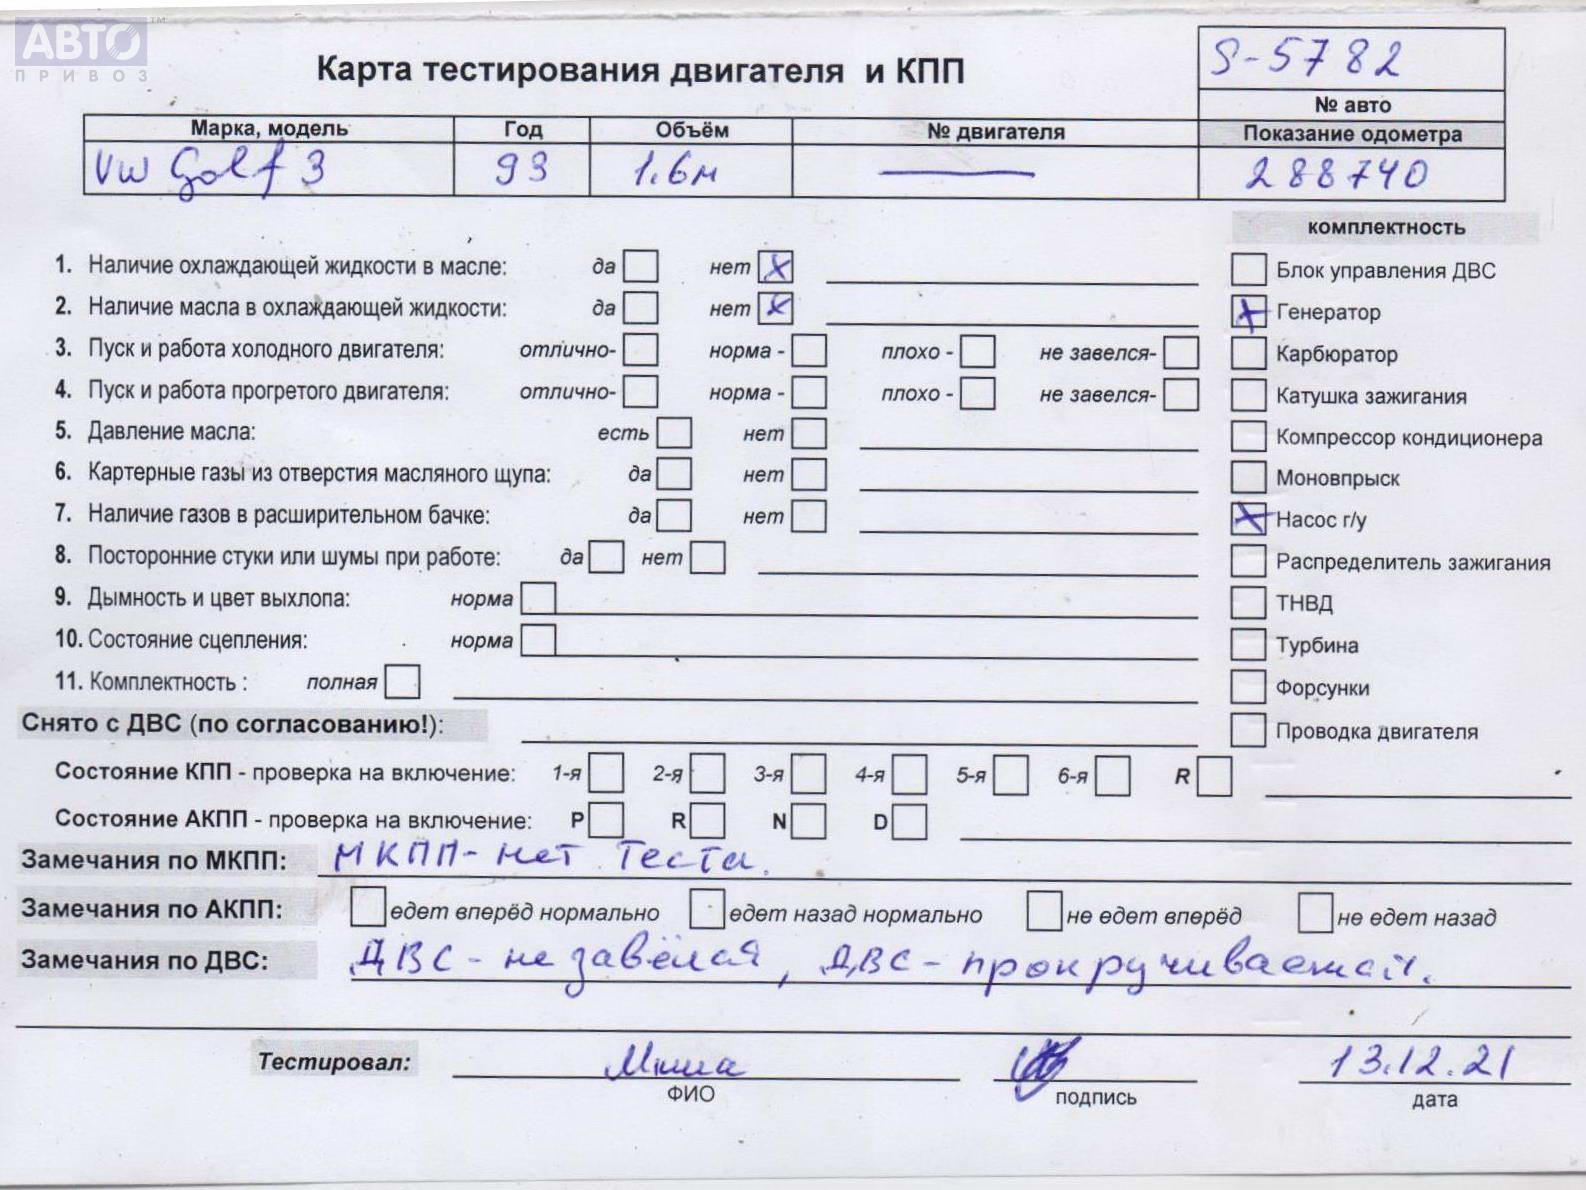 АВТО ™
ПРИВОЗ
Карта тестирования двигателя и КПП
S-5782
№ авто
Марка, модель Год Объём № двигателя Показание одометра
VW Golf 3 93 1.6м — 288740
комплектность
1. Наличие охлаждающей жидкости в масле: да нет X
Блок управления ДВС
2. Наличие масла в охлаждающей жидкости: да нет X
X Генератор
3. Пуск и работа холодного двигателя: отлично- норма - плохо - не завелся-
Карбюратор
4. Пуск и работа прогретого двигателя: отлично- норма - плохо - не завелся-
Катушка зажигания
5. Давление масла: есть нет
Компрессор кондиционера
6. Картерные газы из отверстия масляного щупа: да нет
Моновпрыск
7. Наличие газов в расширительном бачке: да нет
X Насос г/у
8. Посторонние стуки или шумы при работе: да нет
Распределитель зажигания
9. Дымность и цвет выхлопа: норма
ТНВД
10. Состояние сцепления: норма
Турбина
11. Комплектность : полная
Форсунки
Снято с ДВС (по согласованию!):
Проводка двигателя
Состояние КПП - проверка на включение: 1-я 2-я 3-я 4-я 5-я 6-я R
Состояние АКПП - проверка на включение: P R N D
Замечания по МКПП: МКПП-нет теста.
Замечания по АКПП: едет вперёд нормально едет назад нормально не едет вперёд не едет назад
Замечания по ДВС: ДВС - не завёлся, ДВС - прокручивается.
Тестировал: Миша 13.12.21
ФИО подпись дата